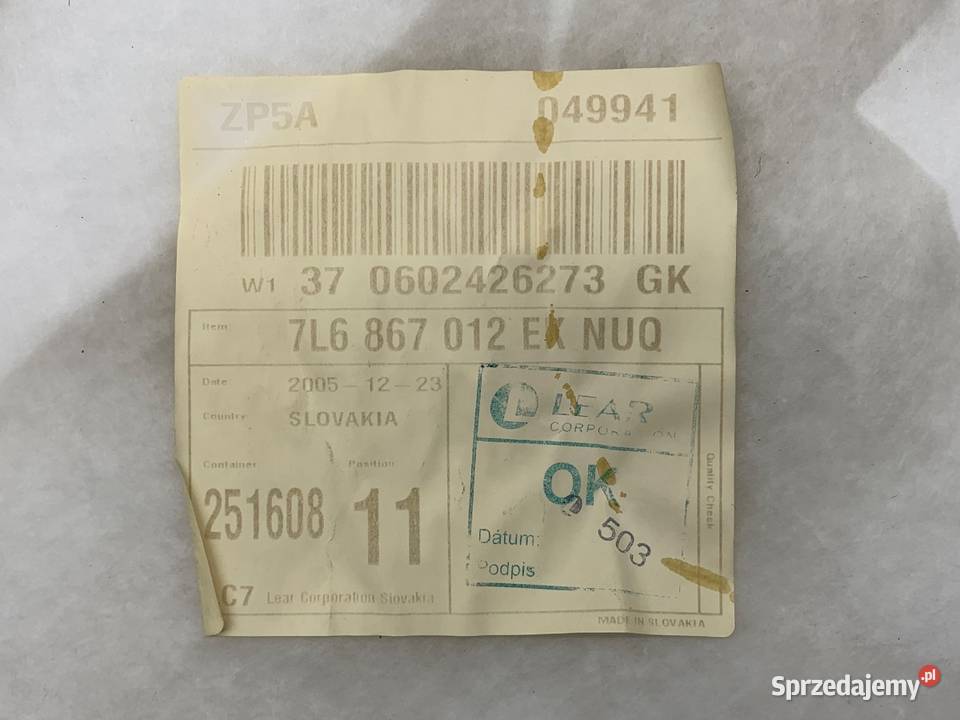 ZP5A 049941
W1 37 0602426273 GK
Item 7L6 867 012 EX NUQ
Date 2005-12-23
Country SLOVAKIA
Container Position
251608 11
C7 Lear Corporation Slovakia
LEAR
CORPORATION
OK
503
Dátum:
Podpis
Quality Check
MADE IN SLOVAKIA
Sprzedajemy.pl